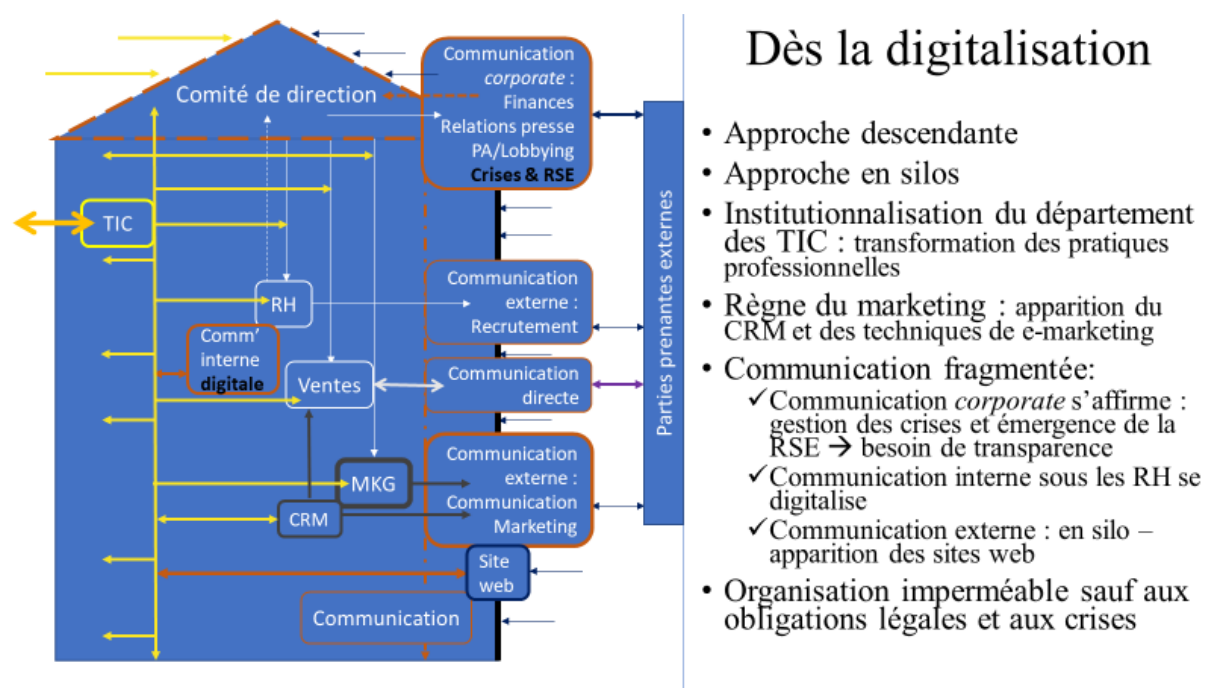 Comité de direction
Communication
corporate :
Finances
Relations presse
PA/Lobbying
Crises & RSE
TIC
RH
Comm’
interne
digitale
Ventes
MKG
CRM
Communication
externe :
Recrutement
Communication
directe
Communication
externe :
Communication
Marketing
Site
web
Communication
Parties prenantes externes
Dès la digitalisation
• Approche descendante
• Approche en silos
• Institutionnalisation du département
des TIC : transformation des pratiques
professionnelles
• Règne du marketing : apparition du
CRM et des techniques de e-marketing
• Communication fragmentée:
✓Communication corporate s’affirme :
gestion des crises et émergence de la
RSE → besoin de transparence
✓Communication interne sous les RH se
digitalise
✓Communication externe : en silo –
apparition des sites web
• Organisation imperméable sauf aux
obligations légales et aux crises